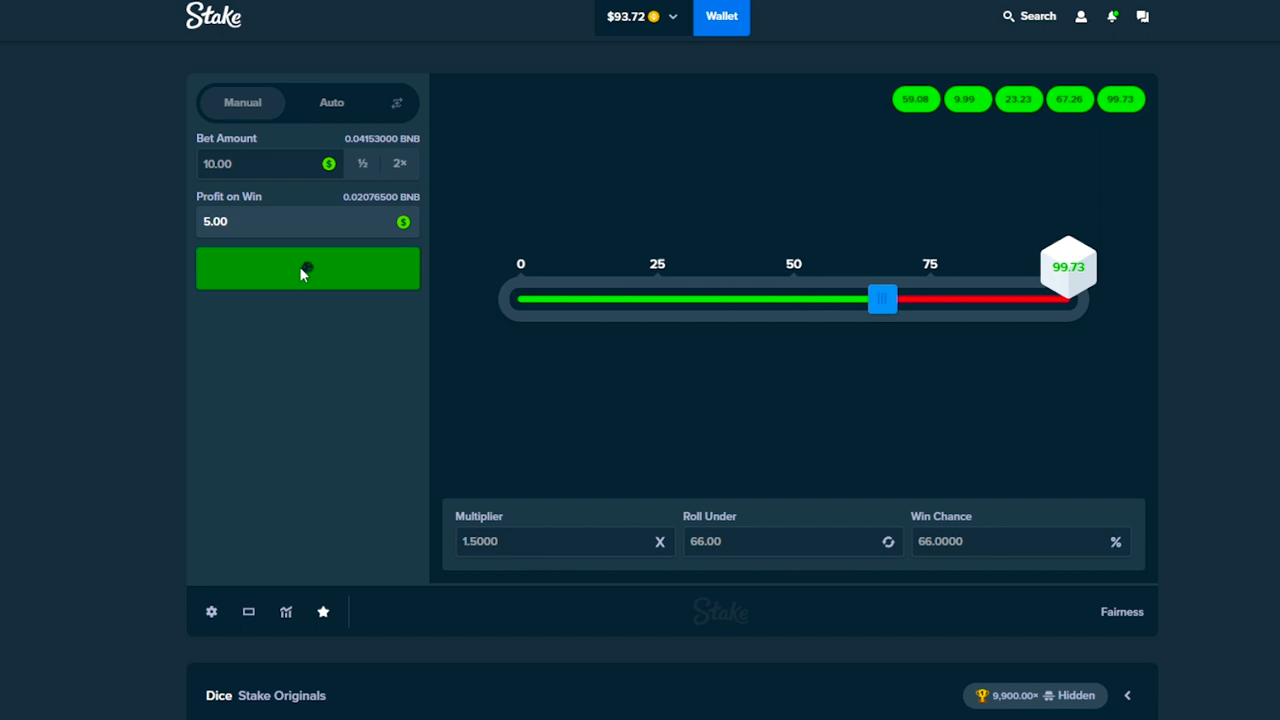 Stake
$93.72
Wallet
Search
Manual
Auto
59.08
9.99
23.23
67.26
99.73
Bet Amount
0.04153000 BNB
10.00
½
2×
Profit on Win
0.02076500 BNB
5.00
0
25
50
75
99.73
Multiplier
Roll Under
Win Chance
1.5000
66.00
66.0000
%
Stake
Fairness
Dice Stake Originals
9,900.00× Hidden